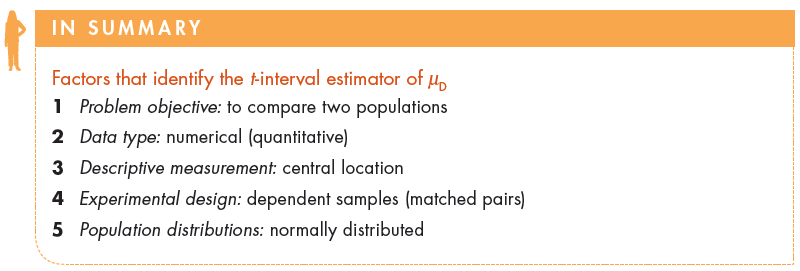 IN SUMMARY
Factors that identify the t-interval estimator of μD
1 Problem objective: to compare two populations
2 Data type: numerical (quantitative)
3 Descriptive measurement: central location
4 Experimental design: dependent samples (matched pairs)
5 Population distributions: normally distributed